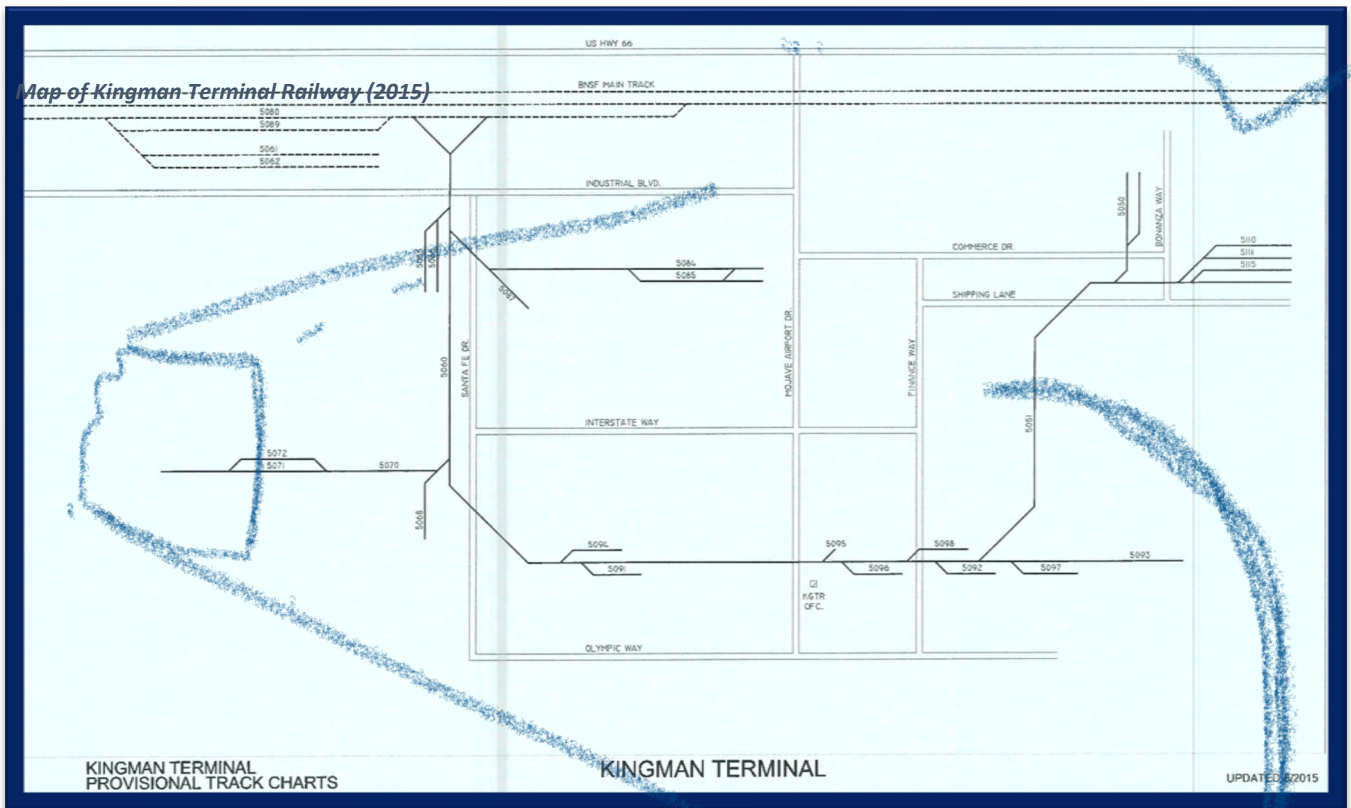 US HWY 66
Map of Kingman Terminal Railway (2015)
BNSF MAIN TRACK
5080
5089
5061
5062
INDUSTRIAL BLVD.
5050
BONANZA WAY
COMMERCE DR.
5110
5111
5115
5084
5085
5087
SHIPPING LANE
MOJAVE AIRPORT DR.
FINANCE WAY
5060
SANTA FE DR.
INTERSTATE WAY
5051
5072
5071
5070
5068
5094
5091
5095
5096
5098
5092
5097
5093
KGTR
OFC.
OLYMPIC WAY
KINGMAN TERMINAL
PROVISIONAL TRACK CHARTS
KINGMAN TERMINAL
UPDATED /2015